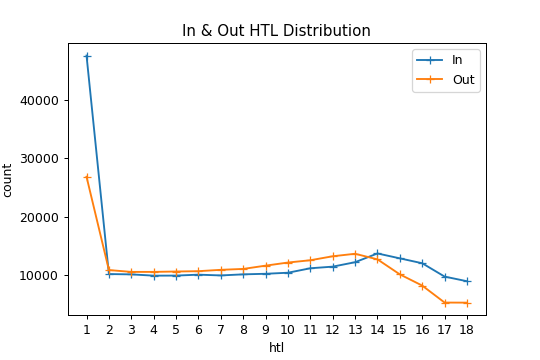 In & Out HTL Distribution
In
Out
40000
30000
20000
10000
count
1 2 3 4 5 6 7 8 9 10 11 12 13 14 15 16 17 18
htl